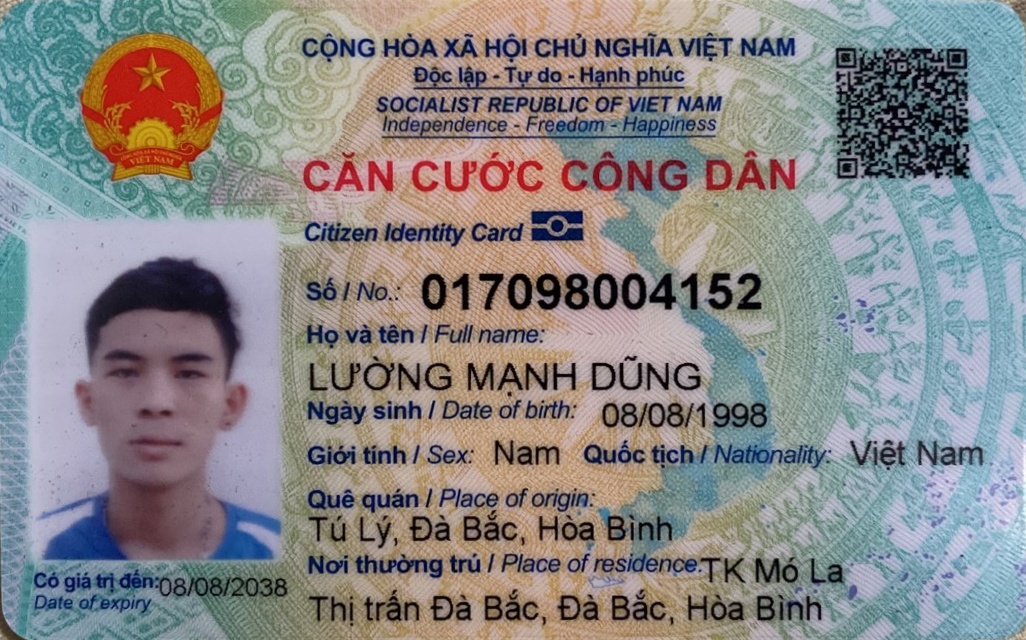 CỘNG HÒA XÃ HỘI CHỦ NGHĨA VIỆT NAM
Độc lập - Tự do - Hạnh phúc
SOCIALIST REPUBLIC OF VIET NAM
Independence - Freedom - Happiness
VIỆT NAM
CĂN CƯỚC CÔNG DÂN
Citizen Identity Card
Số / No.: 017098004152
Họ và tên / Full name:
LƯỜNG MẠNH DŨNG
Ngày sinh / Date of birth: 08/08/1998
Giới tính / Sex: Nam Quốc tịch / Nationality: Việt Nam
Quê quán / Place of origin:
Tú Lý, Đà Bắc, Hòa Bình
Nơi thường trú / Place of residence: TK Mó La
Thị trấn Đà Bắc, Đà Bắc, Hòa Bình
Có giá trị đến: 08/08/2038
Date of expiry